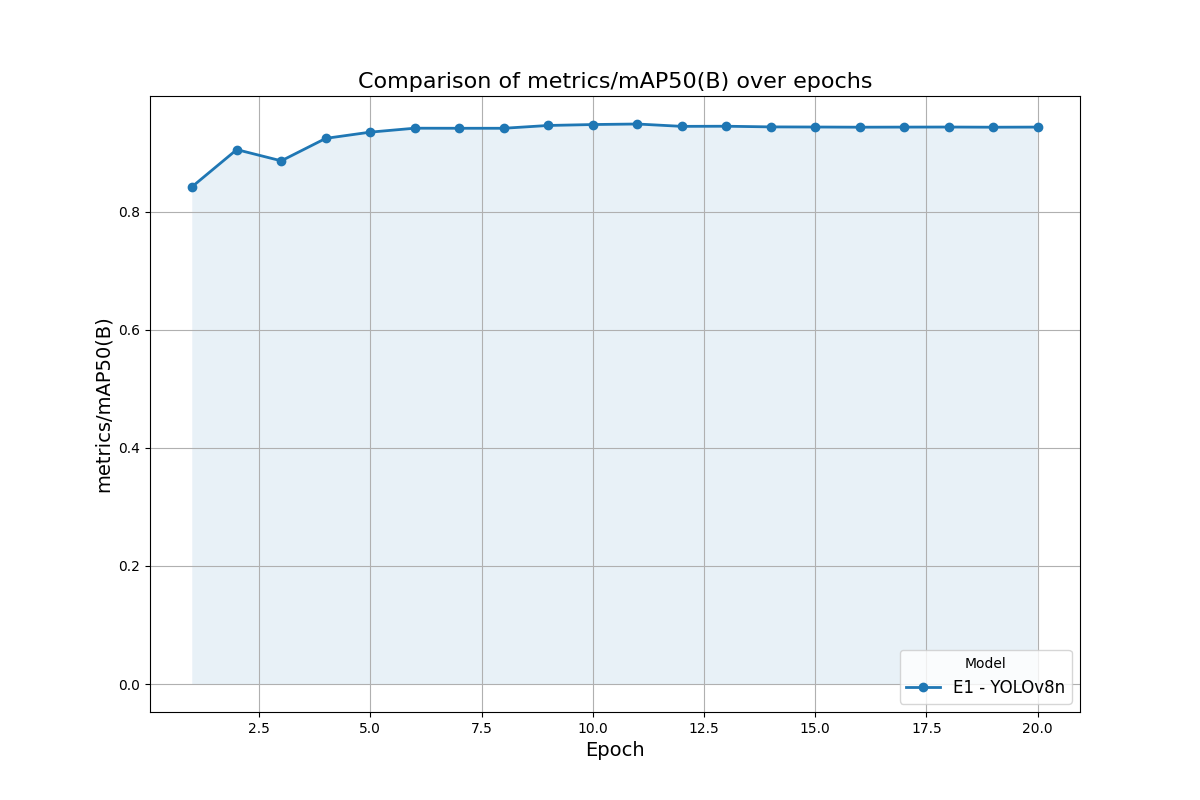 Comparison of metrics/mAP50(B) over epochs
metrics/mAP50(B)
0.8
0.6
0.4
0.2
0.0
2.5 5.0 7.5 10.0 12.5 15.0 17.5 20.0
Epoch
Model
E1 - YOLOv8n